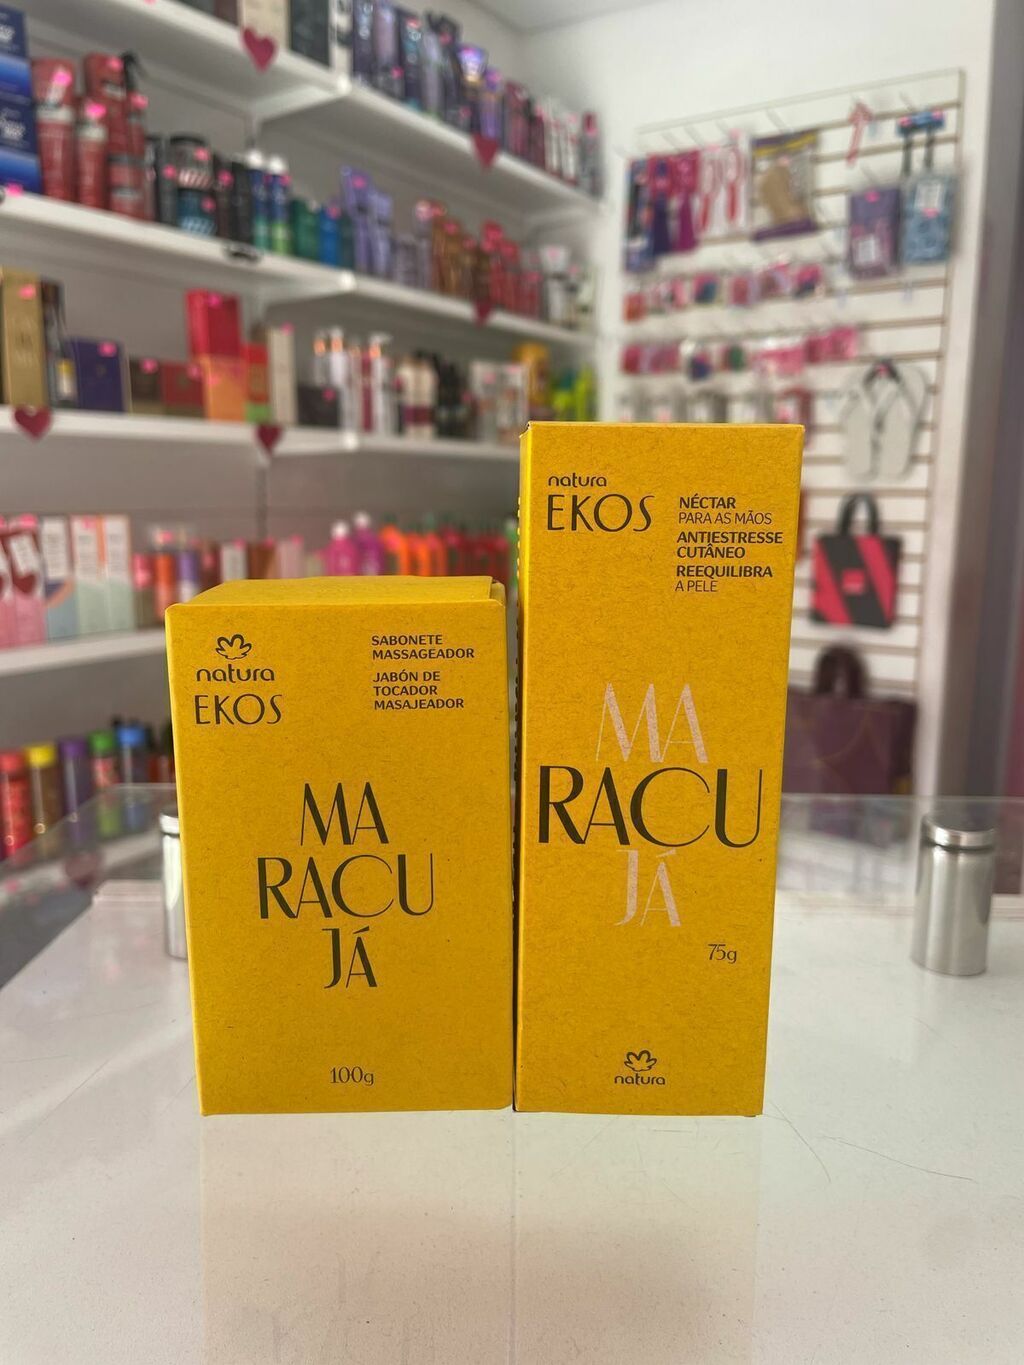 natura
EKOS
SABONETE
MASSAGEADOR
JABÓN DE
TOCADOR
MASAJEADOR
MA
RACU
JÁ
100g
natura
EKOS
NÉCTAR
PARA AS MÃOS
ANTIESTRESSE
CUTÂNEO
REEQUILIBRA
A PELE
MA
RACU
JÁ
75g
natura